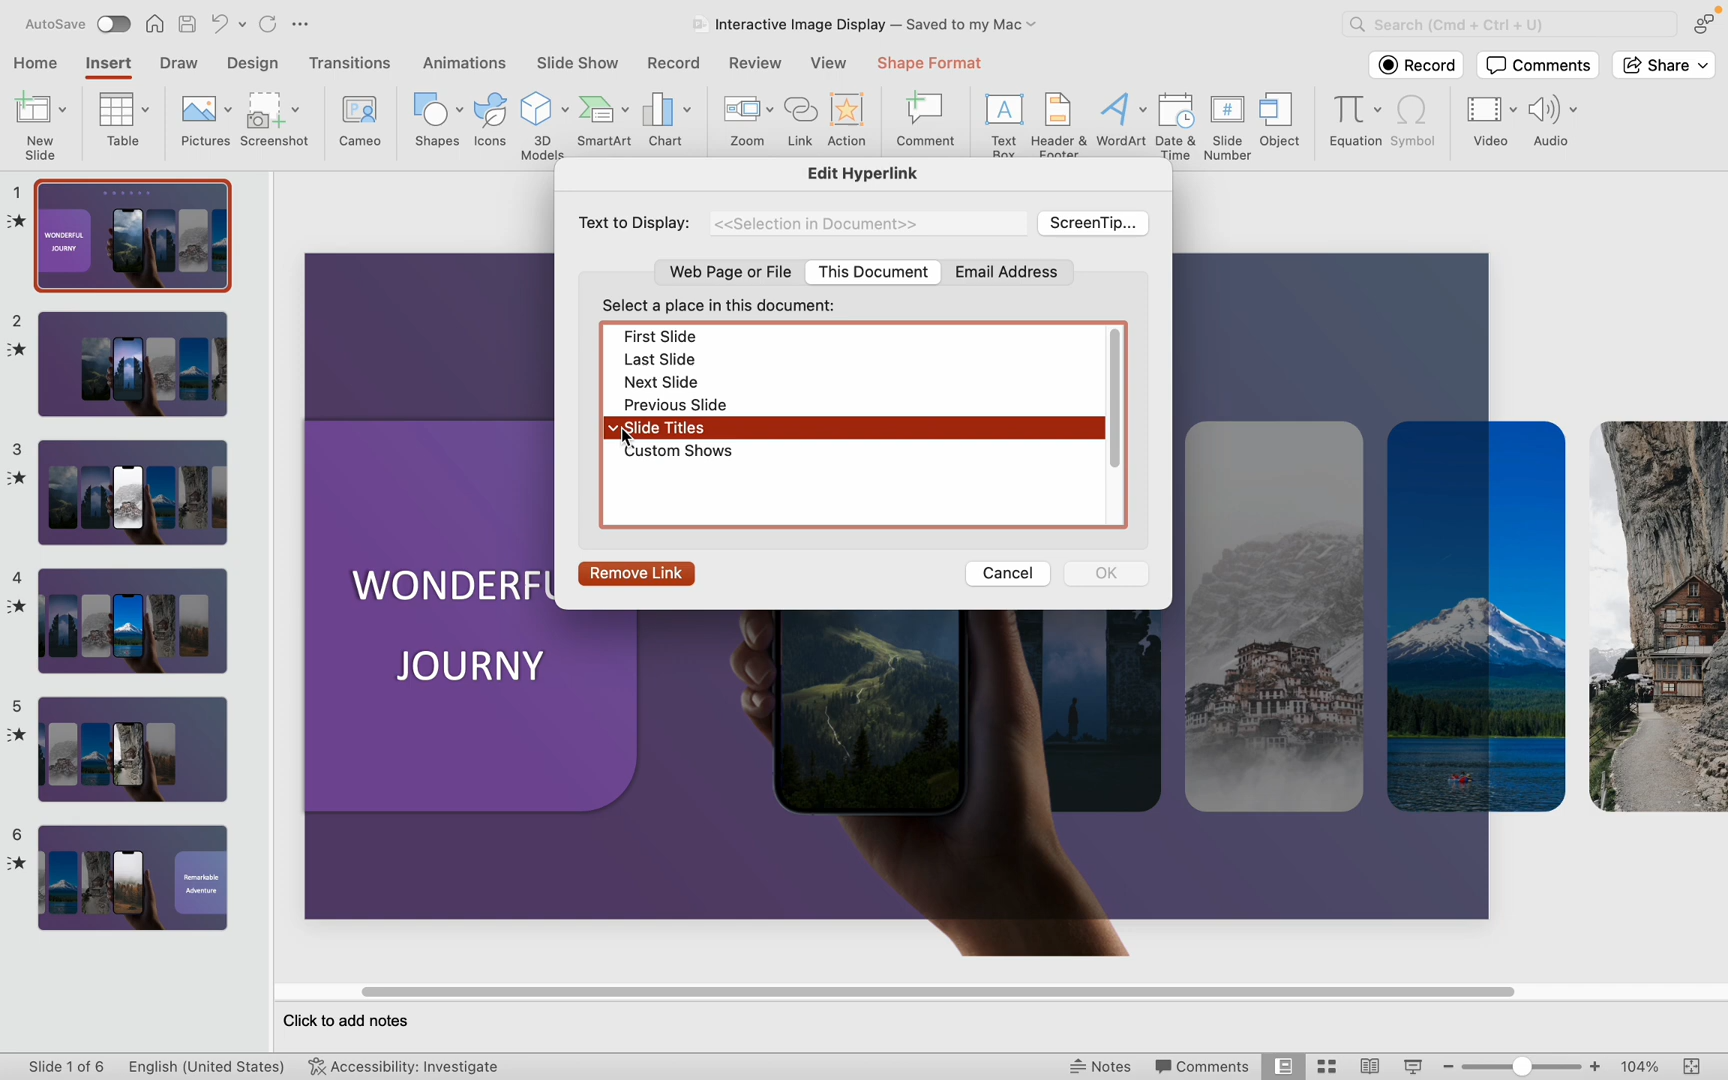 AutoSave
Interactive Image Display — Saved to my Mac
Search (Cmd + Ctrl + U)
Home Insert Draw Design Transitions Animations Slide Show Record Review View Shape Format
Record Comments Share
New Slide
Table
Pictures
Screenshot
Cameo
Shapes
Icons
3D Models
SmartArt
Chart
Zoom
Link
Action
Comment
Text Box
Header & Footer
WordArt
Date & Time
Slide Number
Object
Equation
Symbol
Video
Audio
Edit Hyperlink
Text to Display: <<Selection in Document>> ScreenTip...
Web Page or File This Document Email Address
Select a place in this document:
First Slide
Last Slide
Next Slide
Previous Slide
Slide Titles
Custom Shows
Remove Link Cancel OK
1
WONDERFUL
JOURNY
2
3
4
5
6
Remarkable
Adventure
WONDERFU
JOURNY
Click to add notes
Slide 1 of 6 English (United States) Accessibility: Investigate Notes Comments 104%